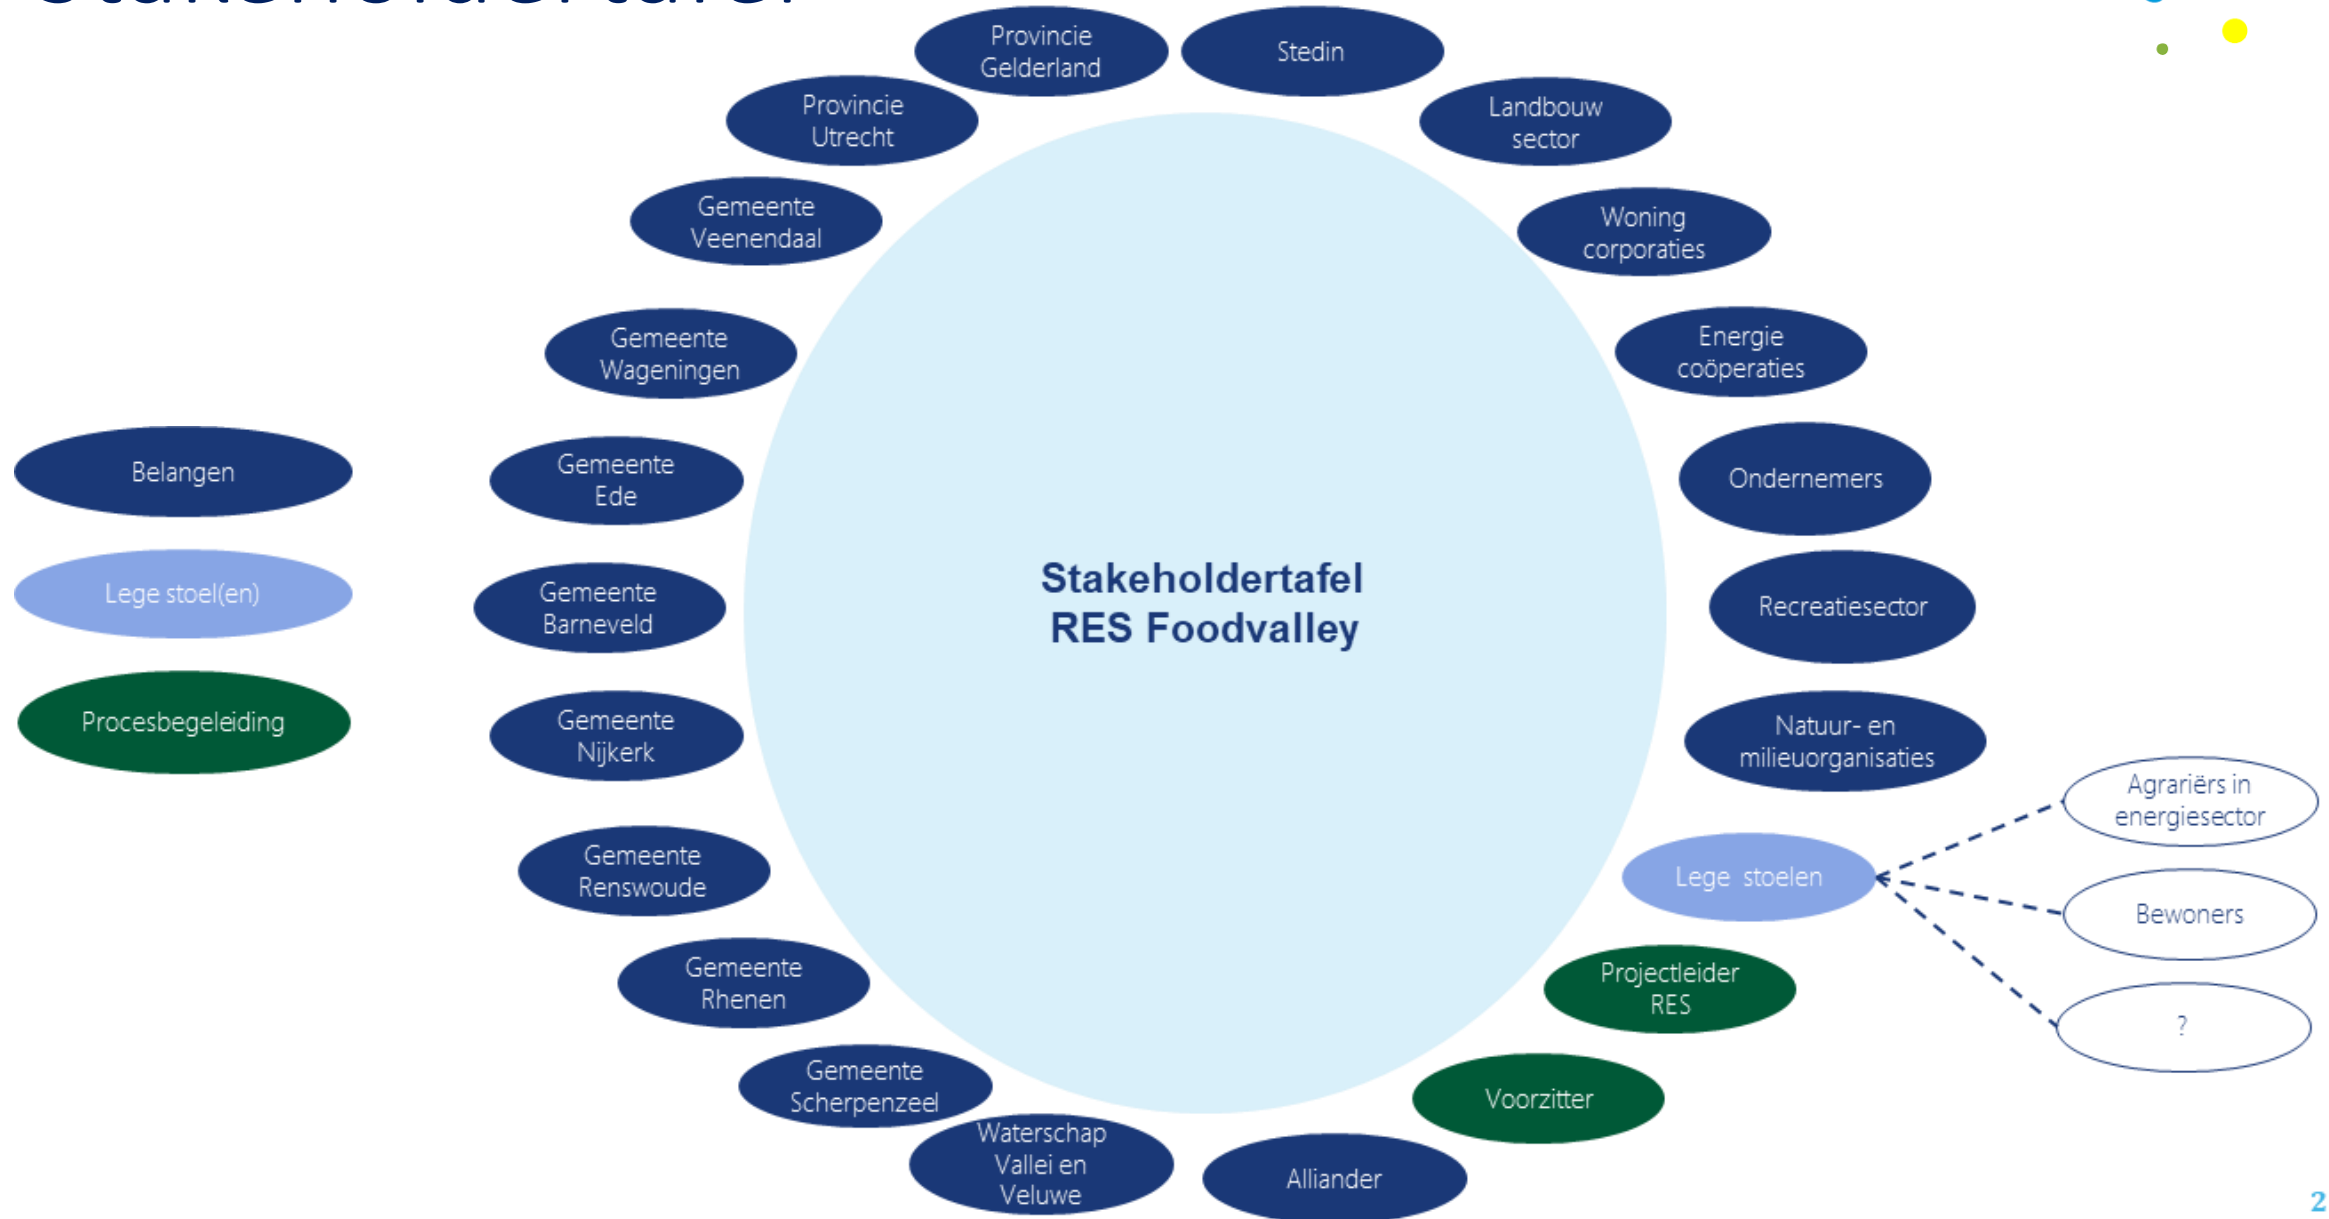 Stakeholdertafel
Provincie
Gelderland
Stedin
Provincie
Utrecht
Landbouw
sector
Gemeente
Veenendaal
Woning
corporaties
Gemeente
Wageningen
Energie
coöperaties
Belangen
Gemeente
Ede
Ondernemers
Lege stoel(en)
Gemeente
Barneveld
Stakeholdertafel
RES Foodvalley
Recreatiesector
Procesbegeleiding
Gemeente
Nijkerk
Natuur- en
milieuorganisaties
Agrariërs in
energiesector
Gemeente
Renswoude
Lege stoelen
Bewoners
Gemeente
Rhenen
Projectleider
RES
?
Gemeente
Scherpenzeel
Voorzitter
Waterschap
Vallei en
Veluwe
Alliander
2